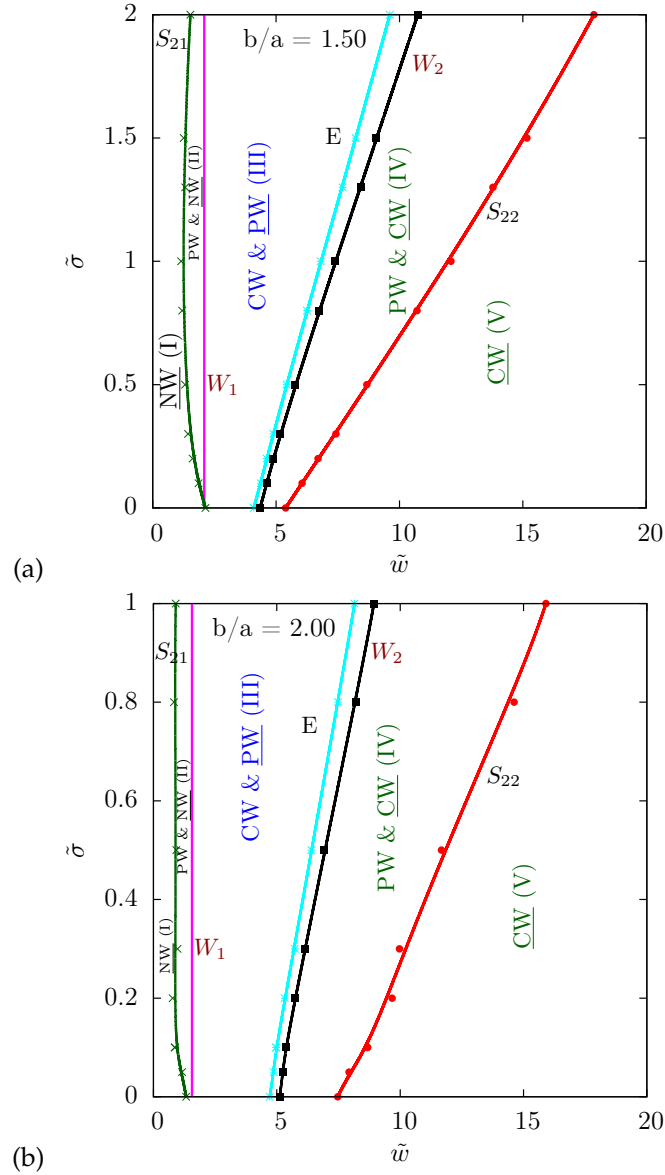 2
S₂₁
b/a = 1.50
W₂
1.5
E
PW & NW (II)
CW & PW (III)
PW & CW (IV)
S₂₂
σ̃
1
NW (I)
CW (V)
0.5
W₁
0
0
5
10
15
20
w̃
(a)
1
b/a = 2.00
S₂₁
W₂
0.8
CW & PW (III)
E
PW & NW (II)
S₂₂
σ̃
0.6
PW & CW (IV)
0.4
NW (I)
W₁
CW (V)
0.2
0
0
5
10
15
20
w̃
(b)